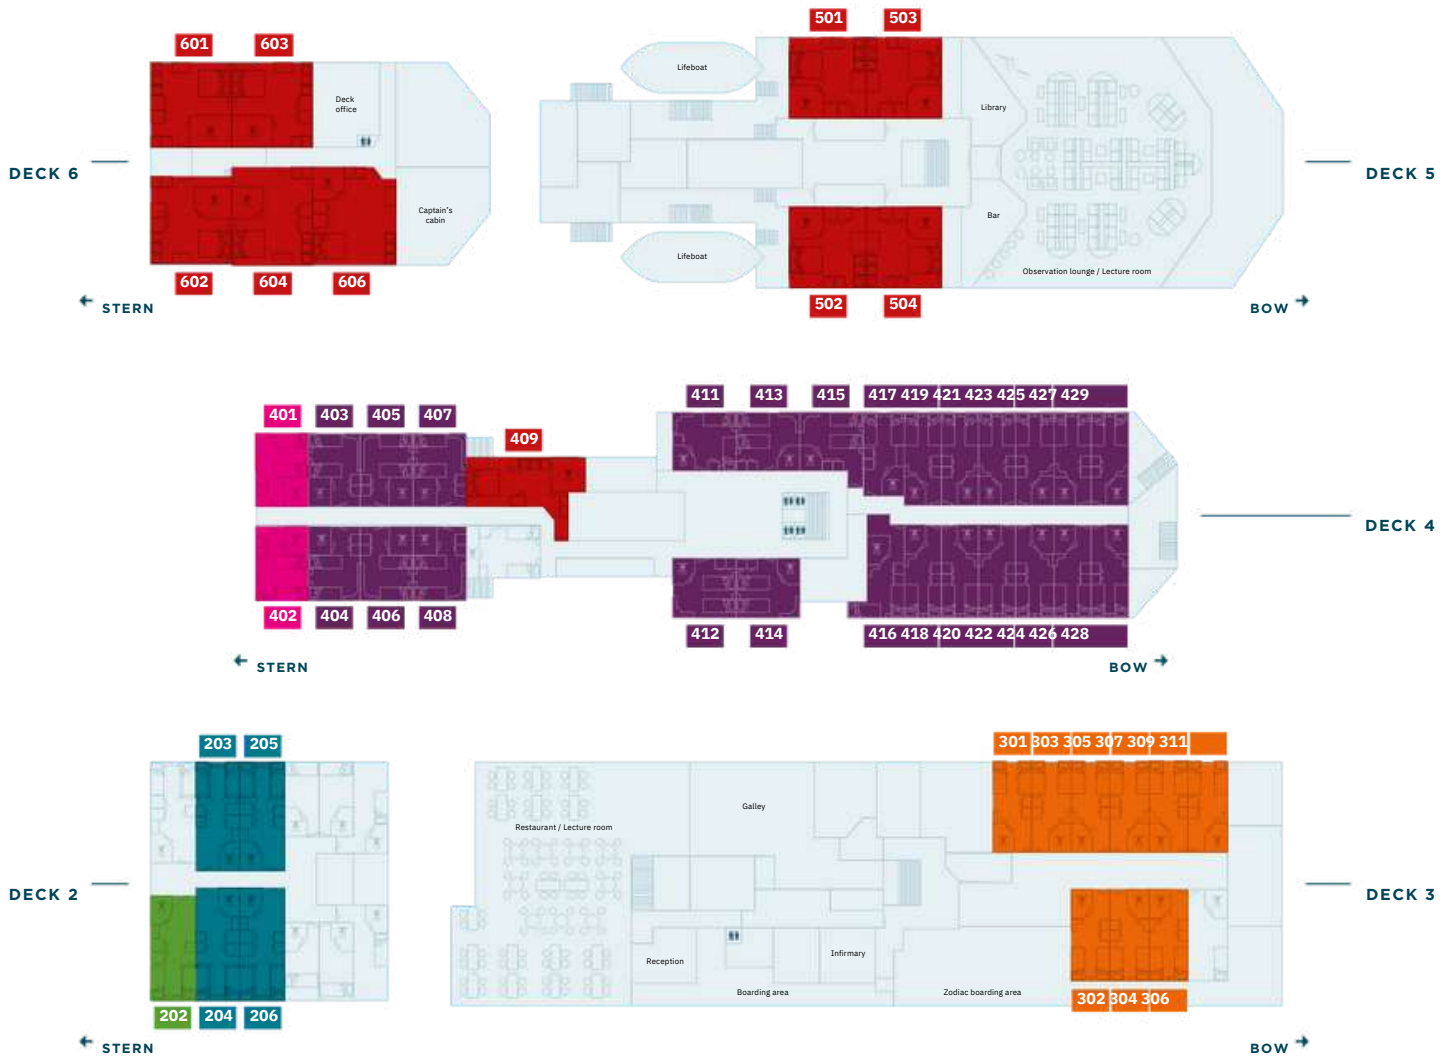 601 603
501 503
Deck
office
Lifeboat
Library
DECK 6
DECK 5
Captain's
cabin
Bar
Lifeboat
Observation lounge / Lecture room
602 604 606
502 504
STERN
BOW
401 403 405 407
409
411 413 415 417 419 421 423 425 427 429
DECK 4
402 404 406 408
412 414 416 418 420 422 424 426 428
STERN
BOW
203 205
301 303 305 307 309 311
Galley
Restaurant / Lecture room
DECK 2
DECK 3
Reception
Infirmary
Boarding area
Zodiac boarding area
202 204 206
302 304 306
STERN
BOW